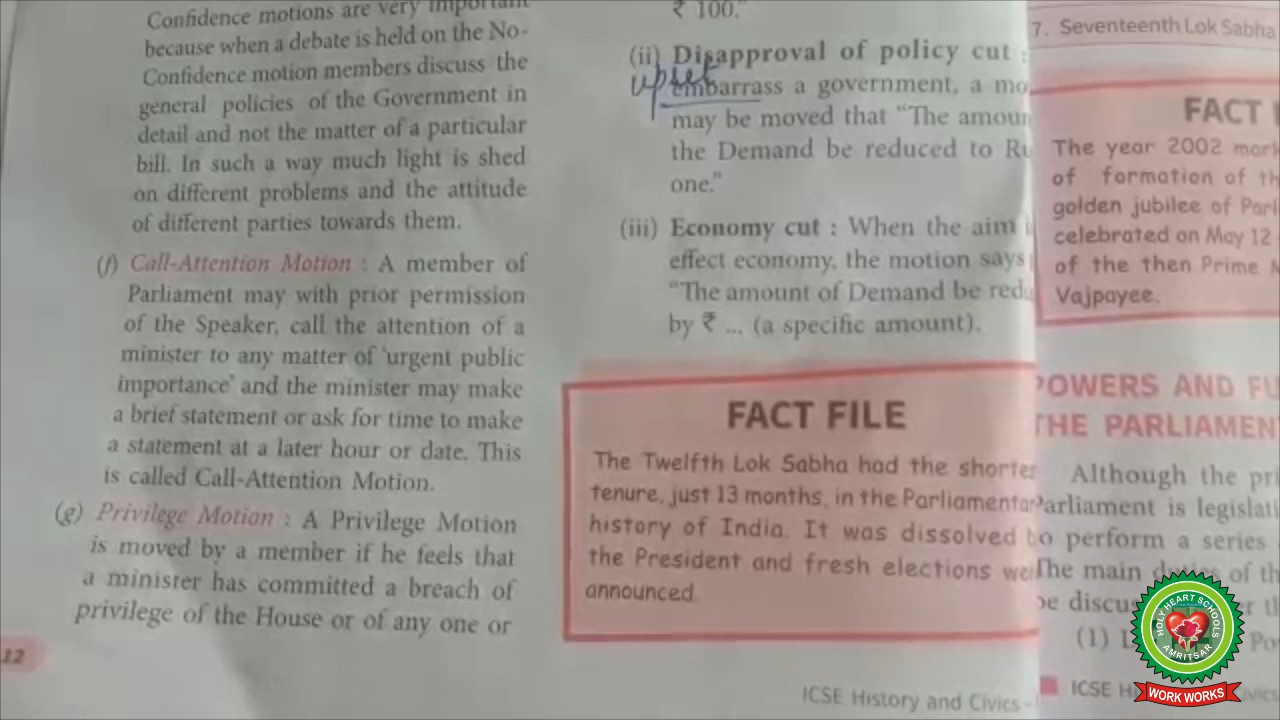 Confidence motions are very important
because when a debate is held on the No-
Confidence motion members discuss the
general policies of the Government in
detail and not the matter of a particular
bill. In such a way much light is shed
on different problems and the attitude
of different parties towards them.
(f) Call-Attention Motion : A member of
Parliament may with prior permission
of the Speaker, call the attention of a
minister to any matter of 'urgent public
importance' and the minister may make
a brief statement or ask for time to make
a statement at a later hour or date. This
is called Call-Attention Motion.
(g) Privilege Motion : A Privilege Motion
is moved by a member if he feels that
a minister has committed a breach of
privilege of the House or of any one or
12
₹ 100."
(ii) Disapproval of policy cut :
upset
embarrass a government, a mo
may be moved that "The amoun
the Demand be reduced to Ru
one."
(iii) Economy cut : When the aim i
effect economy, the motion says
"The amount of Demand be redu
by ₹ ... (a specific amount).
FACT FILE
The Twelfth Lok Sabha had the shortes
tenure, just 13 months, in the Parliamentar
history of India. It was dissolved b
the President and fresh elections we
announced.
ICSE History and Civics -
7. Seventeenth Lok Sabha
FACT
The year 2002 mark
of formation of th
golden jubilee of Parl
celebrated on May 12
of the then Prime M
Vajpayee.
POWERS AND FU
THE PARLIAMEN
Although the pri
Parliament is legislati
to perform a series
The main duties of th
be discu
(1) L Po
ICSE H ivics
HOLY HEART SCHOOLS
AMRITSAR
WORK WORKS